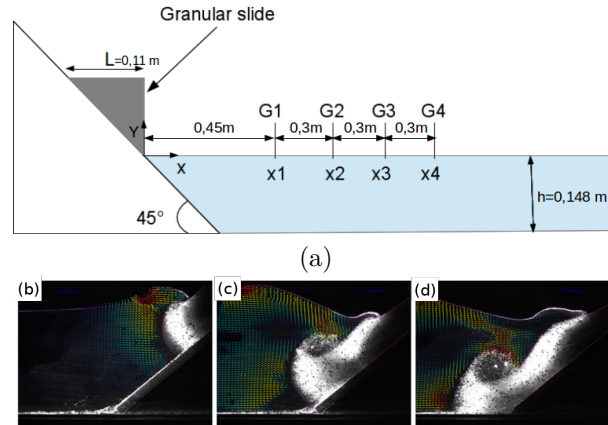 Granular slide
L=0,11 m
G1 G2 G3 G4
Y
0,45m 0,3m 0,3m 0,3m
x
x1 x2 x3 x4
h=0,148 m
45°
(a)
(b) (c) (d)